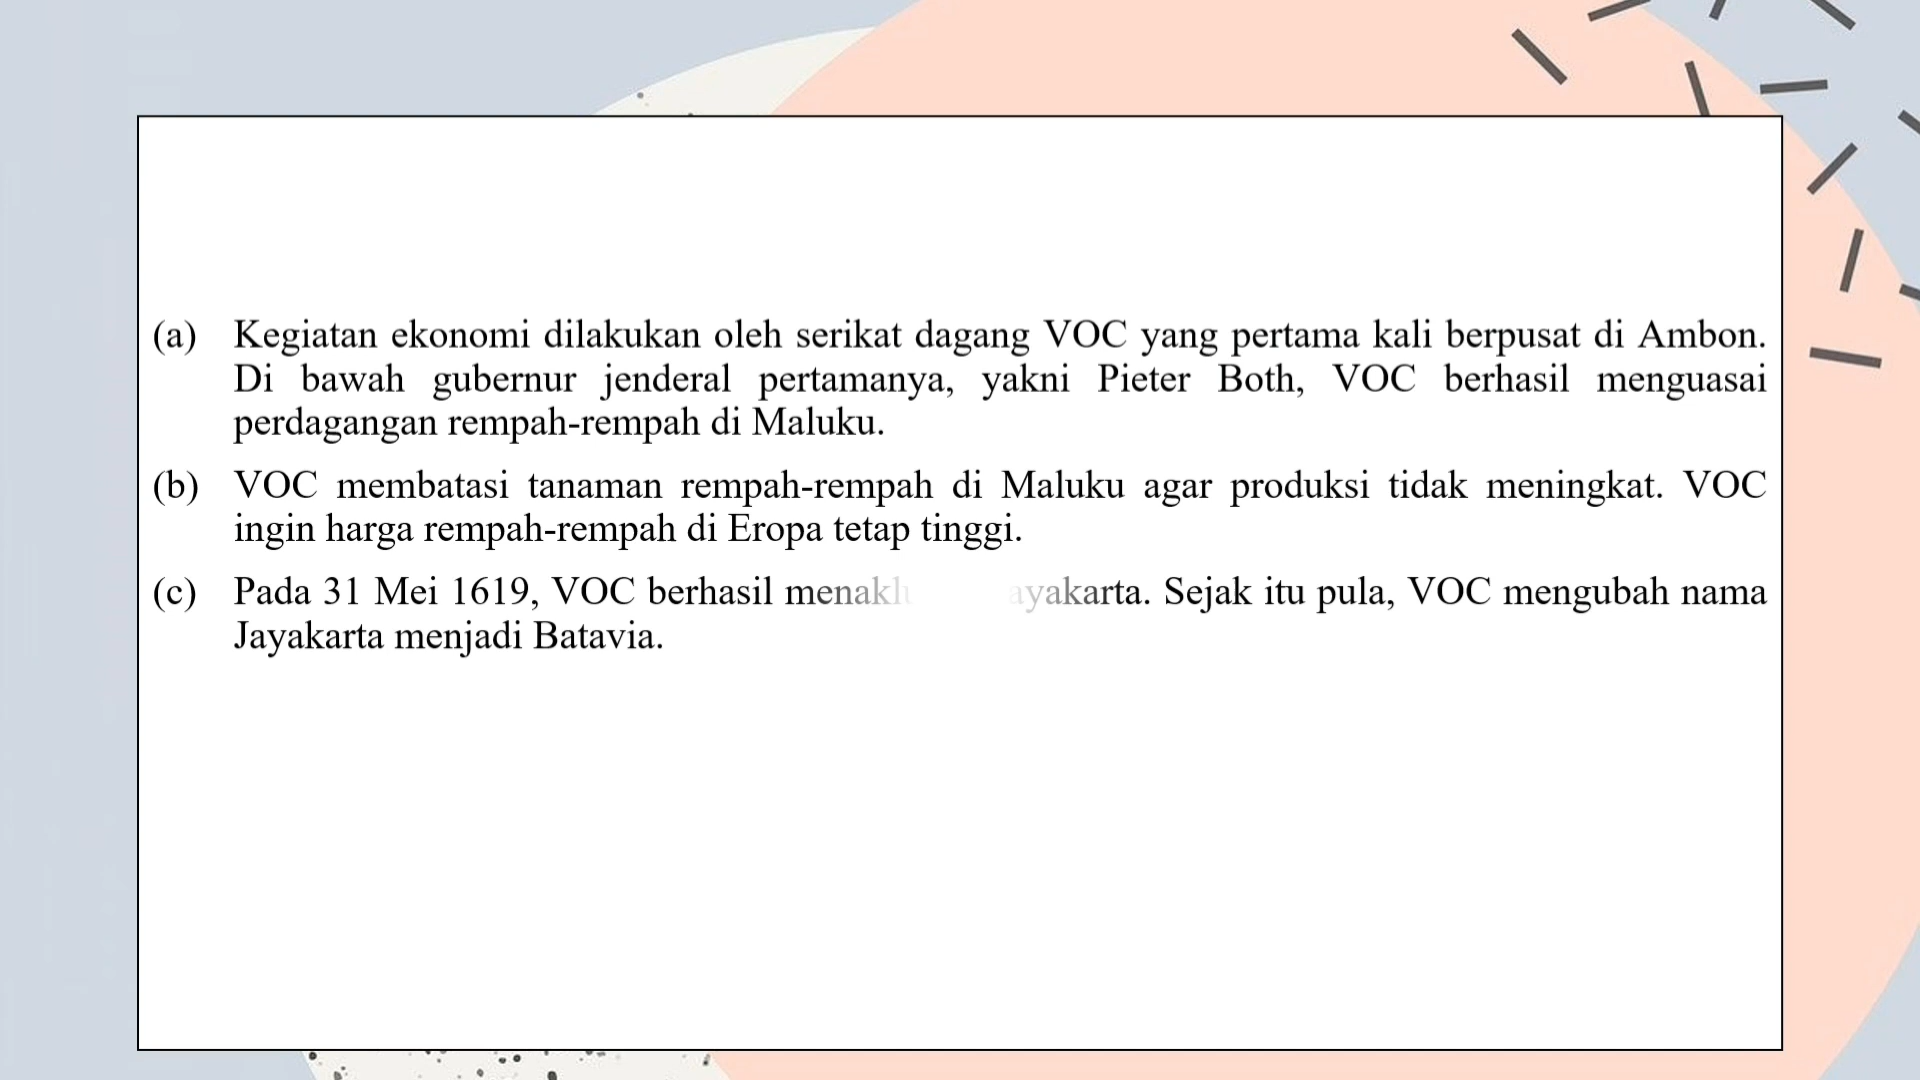 (a) Kegiatan ekonomi dilakukan oleh serikat dagang VOC yang pertama kali berpusat di Ambon.
Di bawah gubernur jenderal pertamanya, yakni Pieter Both, VOC berhasil menguasai
perdagangan rempah-rempah di Maluku.
(b) VOC membatasi tanaman rempah-rempah di Maluku agar produksi tidak meningkat. VOC
ingin harga rempah-rempah di Eropa tetap tinggi.
(c) Pada 31 Mei 1619, VOC berhasil Sejak itu pula, VOC mengubah nama
Jayakarta menjadi Batavia.